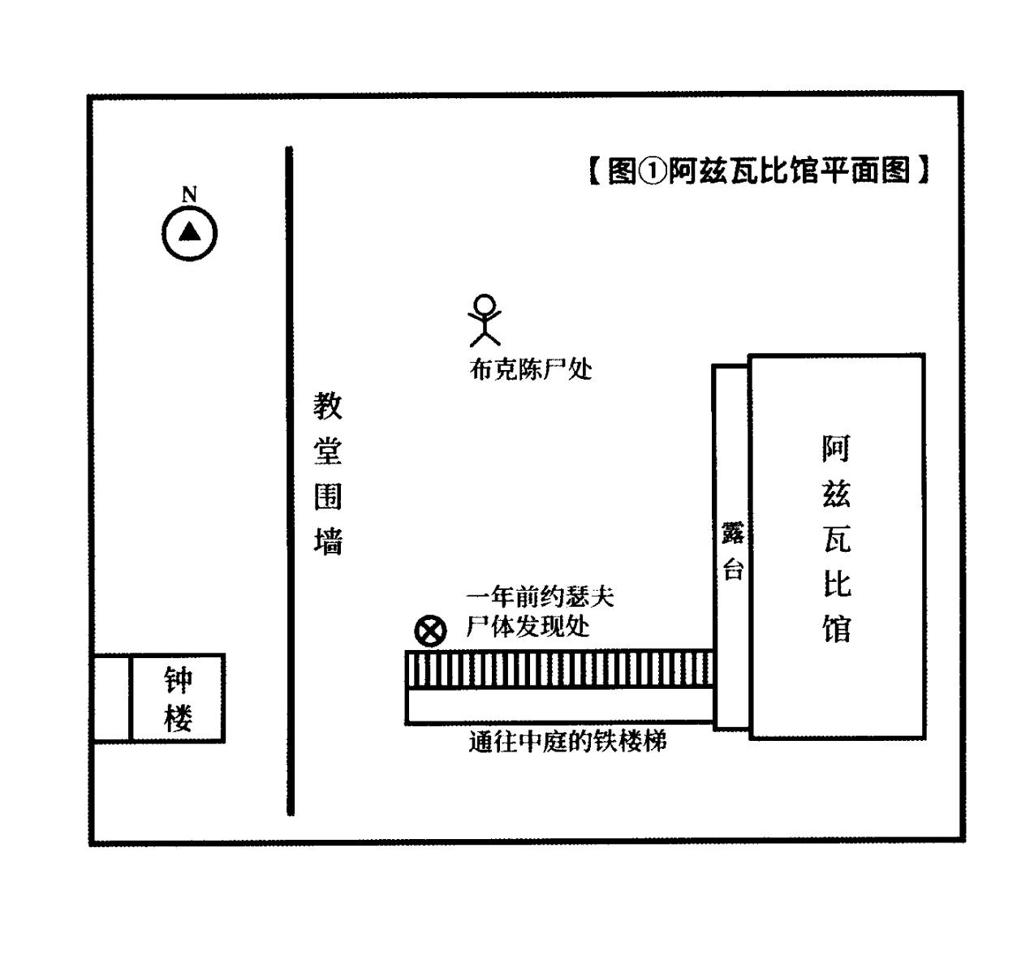 【图①阿兹瓦比馆平面图】
N
布克陈尸处
教堂围墙
阿兹瓦比馆
露台
一年前约瑟夫
尸体发现处
钟楼
通往中庭的铁楼梯